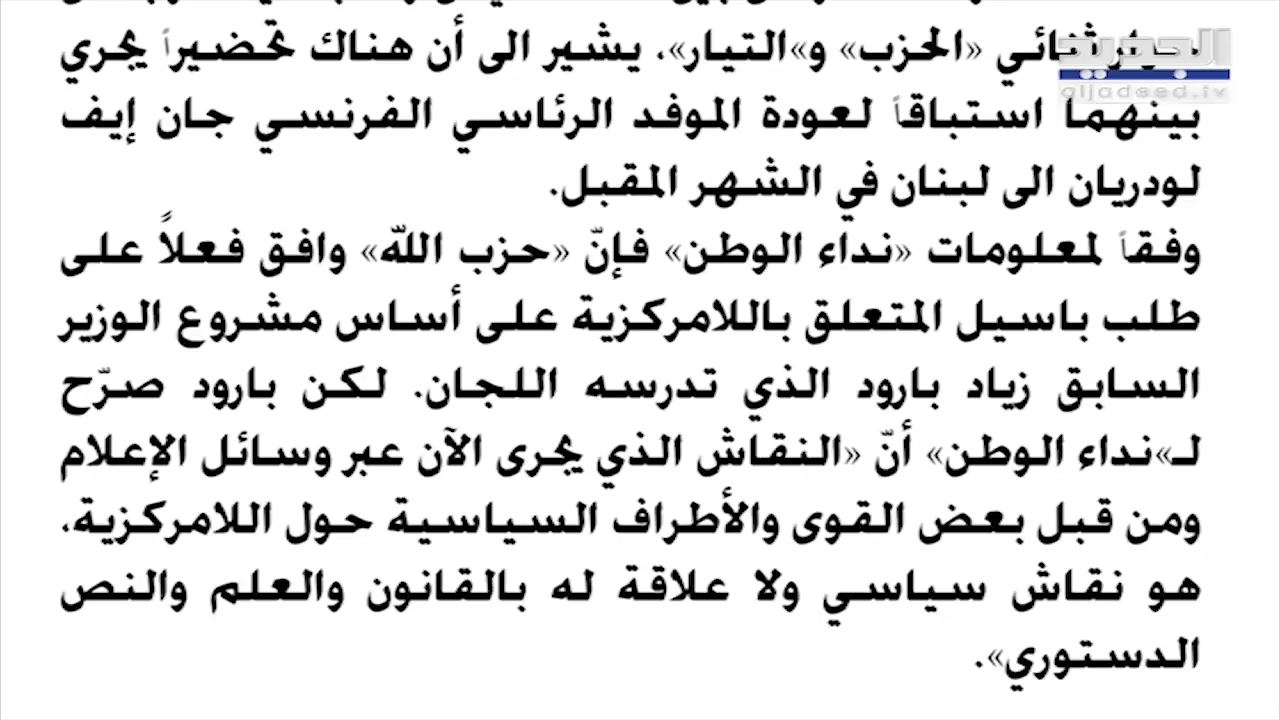 ثنائي «الحزب» و»التيار»، يشير الى أن هناك تحضيراً يجري
بينهما استباقاً لعودة الموفد الرئاسي الفرنسي جان إيف
لودريان الى لبنان في الشهر المقبل.
وفقاً لمعلومات «نداء الوطن» فإنّ «حزب الله» وافق فعلاً على
طلب باسيل المتعلق باللامركزية على أساس مشروع الوزير
السابق زياد بارود الذي تدرسه اللجان. لكن بارود صرّح
لـ»نداء الوطن» أنّ «النقاش الذي يجرى الآن عبر وسائل الإعلام
ومن قبل بعض القوى والأطراف السياسية حول اللامركزية،
هو نقاش سياسي ولا علاقة له بالقانون والعلم والنص
الدستوري».
الجديد
aljadeed.tv